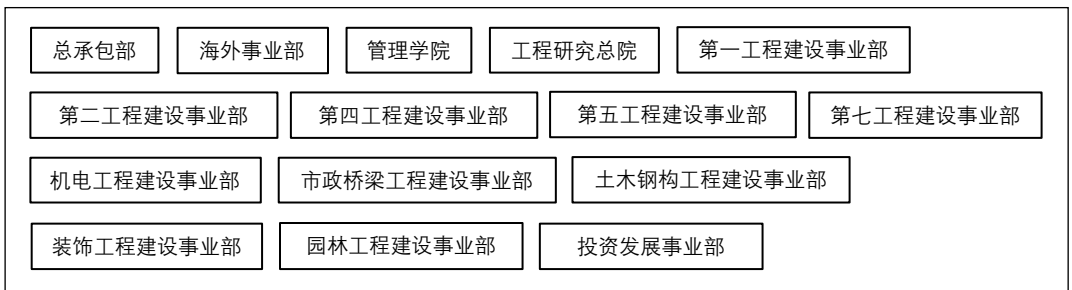 总承包部 海外事业部 管理学院 工程研究总院 第一工程建设事业部
第二工程建设事业部 第四工程建设事业部 第五工程建设事业部 第七工程建设事业部
机电工程建设事业部 市政桥梁工程建设事业部 土木钢构工程建设事业部
装饰工程建设事业部 园林工程建设事业部 投资发展事业部